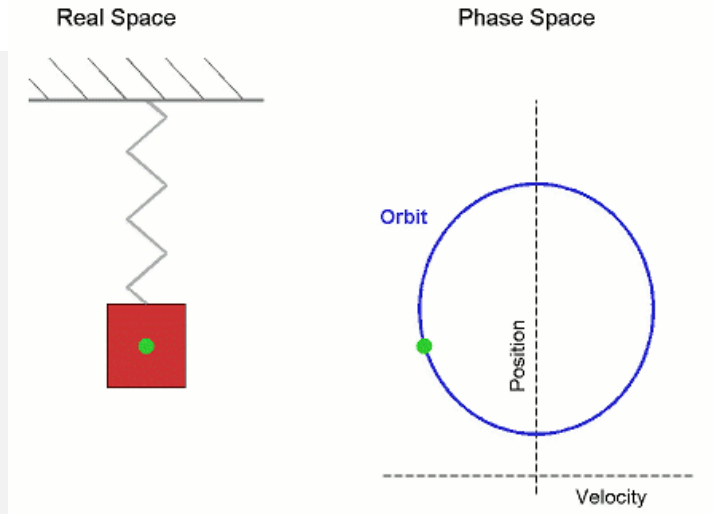 Real Space
Phase Space
Orbit
Position
Velocity